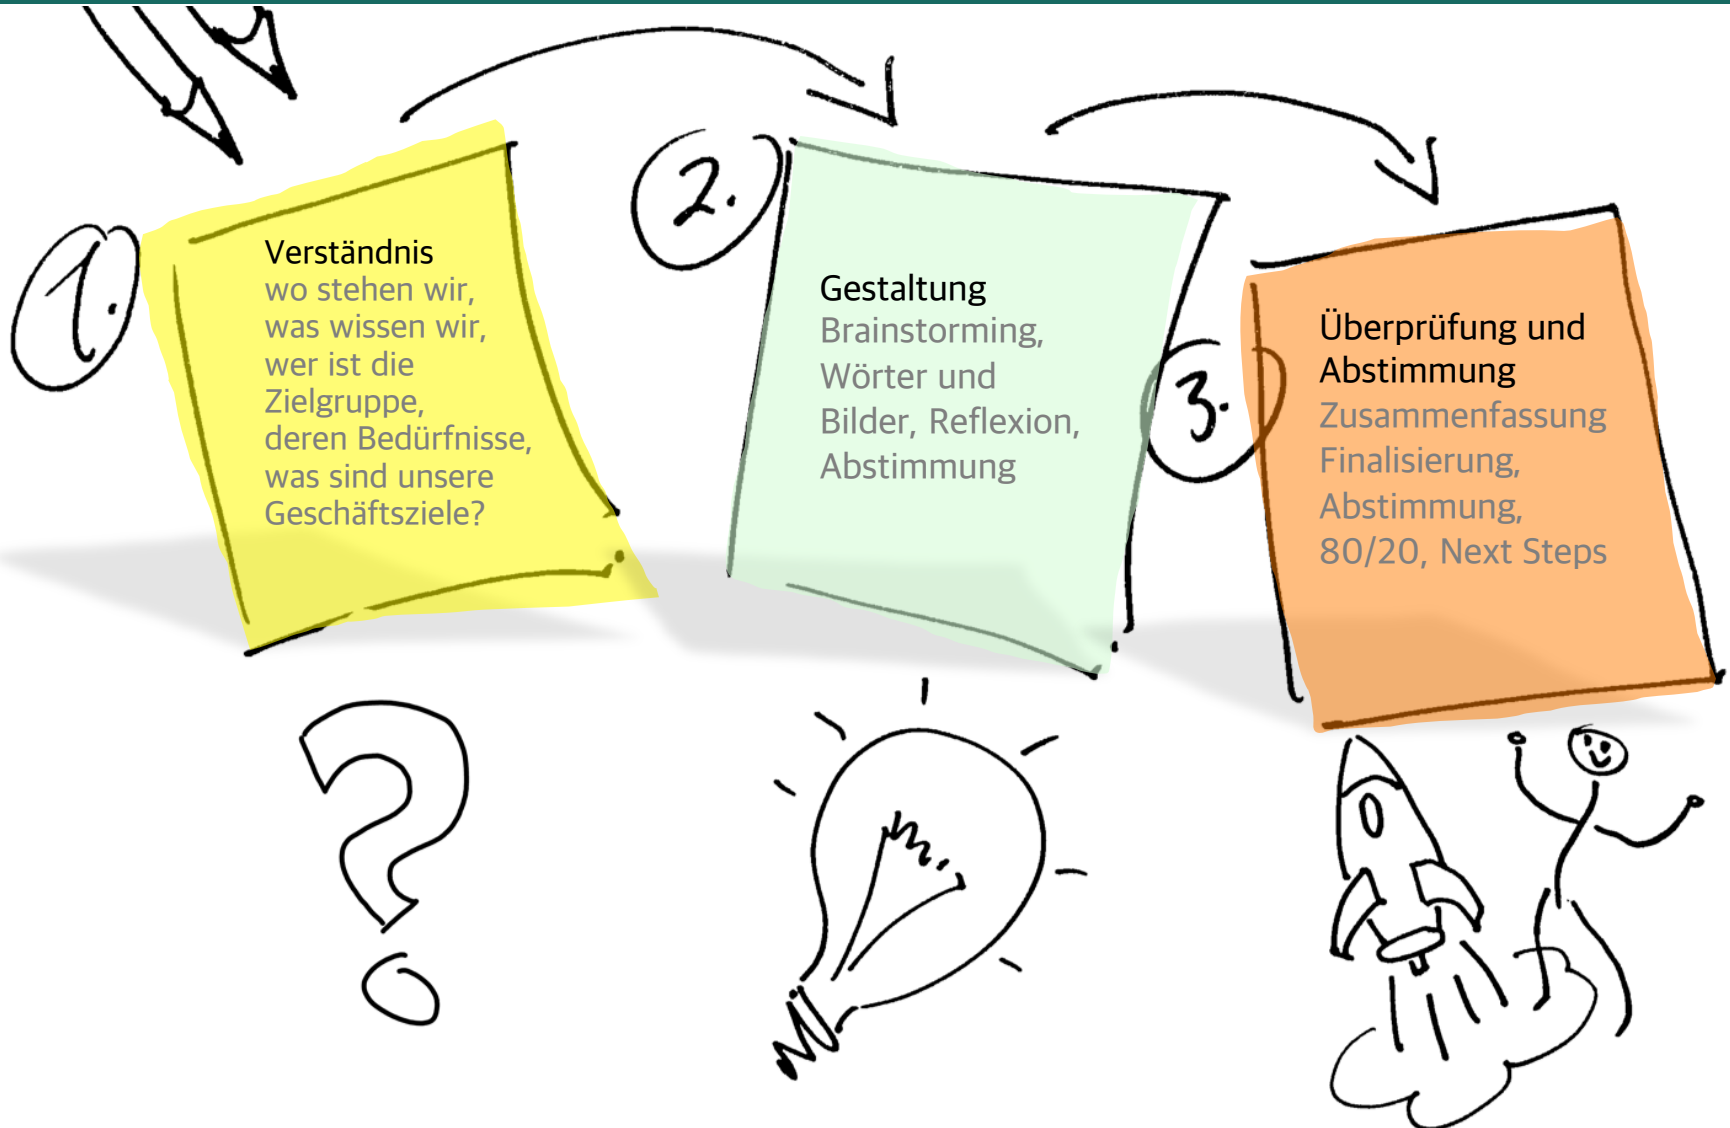 1.
Verständnis
wo stehen wir,
was wissen wir,
wer ist die
Zielgruppe,
deren Bedürfnisse,
was sind unsere
Geschäftsziele?
2.
Gestaltung
Brainstorming,
Wörter und
Bilder, Reflexion,
Abstimmung
3.
Überprüfung und
Abstimmung
Zusammenfassung
Finalisierung,
Abstimmung,
80/20, Next Steps